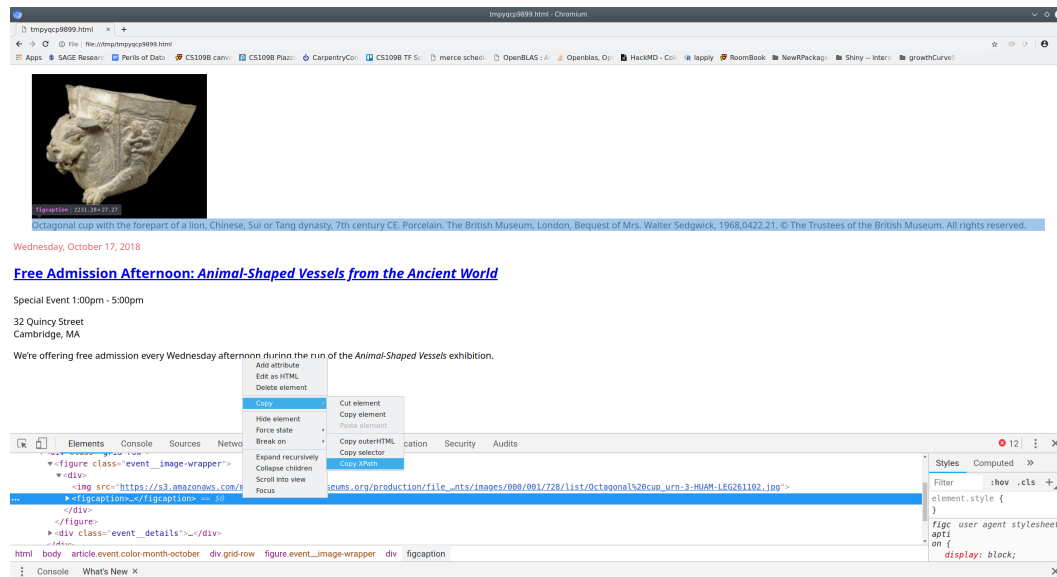 tmpyqcp9899.html - Chromium
tmpyqcp9899.html × +
File | file:///tmp/tmpyqcp9899.html
Apps SAGE Researc Perils of Data CS109B canv CS109B Piazz CarpentryCon CS109B TF Sc merce schedu OpenBLAS : A Openblas, Op HackMD - Coll lapply RoomBook NewRPackage Shiny -- intera growthCurveS
figcaption | 2231.20×27.27
Octagonal cup with the forepart of a lion, Chinese, Sui or Tang dynasty, 7th century CE. Porcelain. The British Museum, London, Bequest of Mrs. Walter Sedgwick, 1968,0422.21. © The Trustees of the British Museum. All rights reserved.
Wednesday, October 17, 2018
Free Admission Afternoon: Animal-Shaped Vessels from the Ancient World
Special Event 1:00pm - 5:00pm
32 Quincy Street
Cambridge, MA
We're offering free admission every Wednesday afternoon during the run of the Animal-Shaped Vessels exhibition.
Add attribute
Edit as HTML
Delete element
Copy
Hide element
Force state
Break on
Expand recursively
Collapse children
Scroll into view
Focus
Cut element
Copy element
Paste element
Copy outerHTML
Copy selector
Copy XPath
Elements Console Sources Netwo cation Security Audits 12
<figure class="event__image-wrapper">
<div>
<img src="https://s3.amazonaws.com/m seums.org/production/file_…nts/images/000/001/728/list/Octagonal%20cup_urn-3-HUAM-LEG261102.jpg">
… <figcaption>…</figcaption> == $0
</div>
</figure>
<div class="event__details">…</div>
</div>
html body article.event.color-month-october div.grid-row figure.event__image-wrapper div figcaption
Styles Computed »
Filter :hov .cls +
element.style {
}
figc user agent stylesheet
apti
on {
display: block;
Console What's New ×